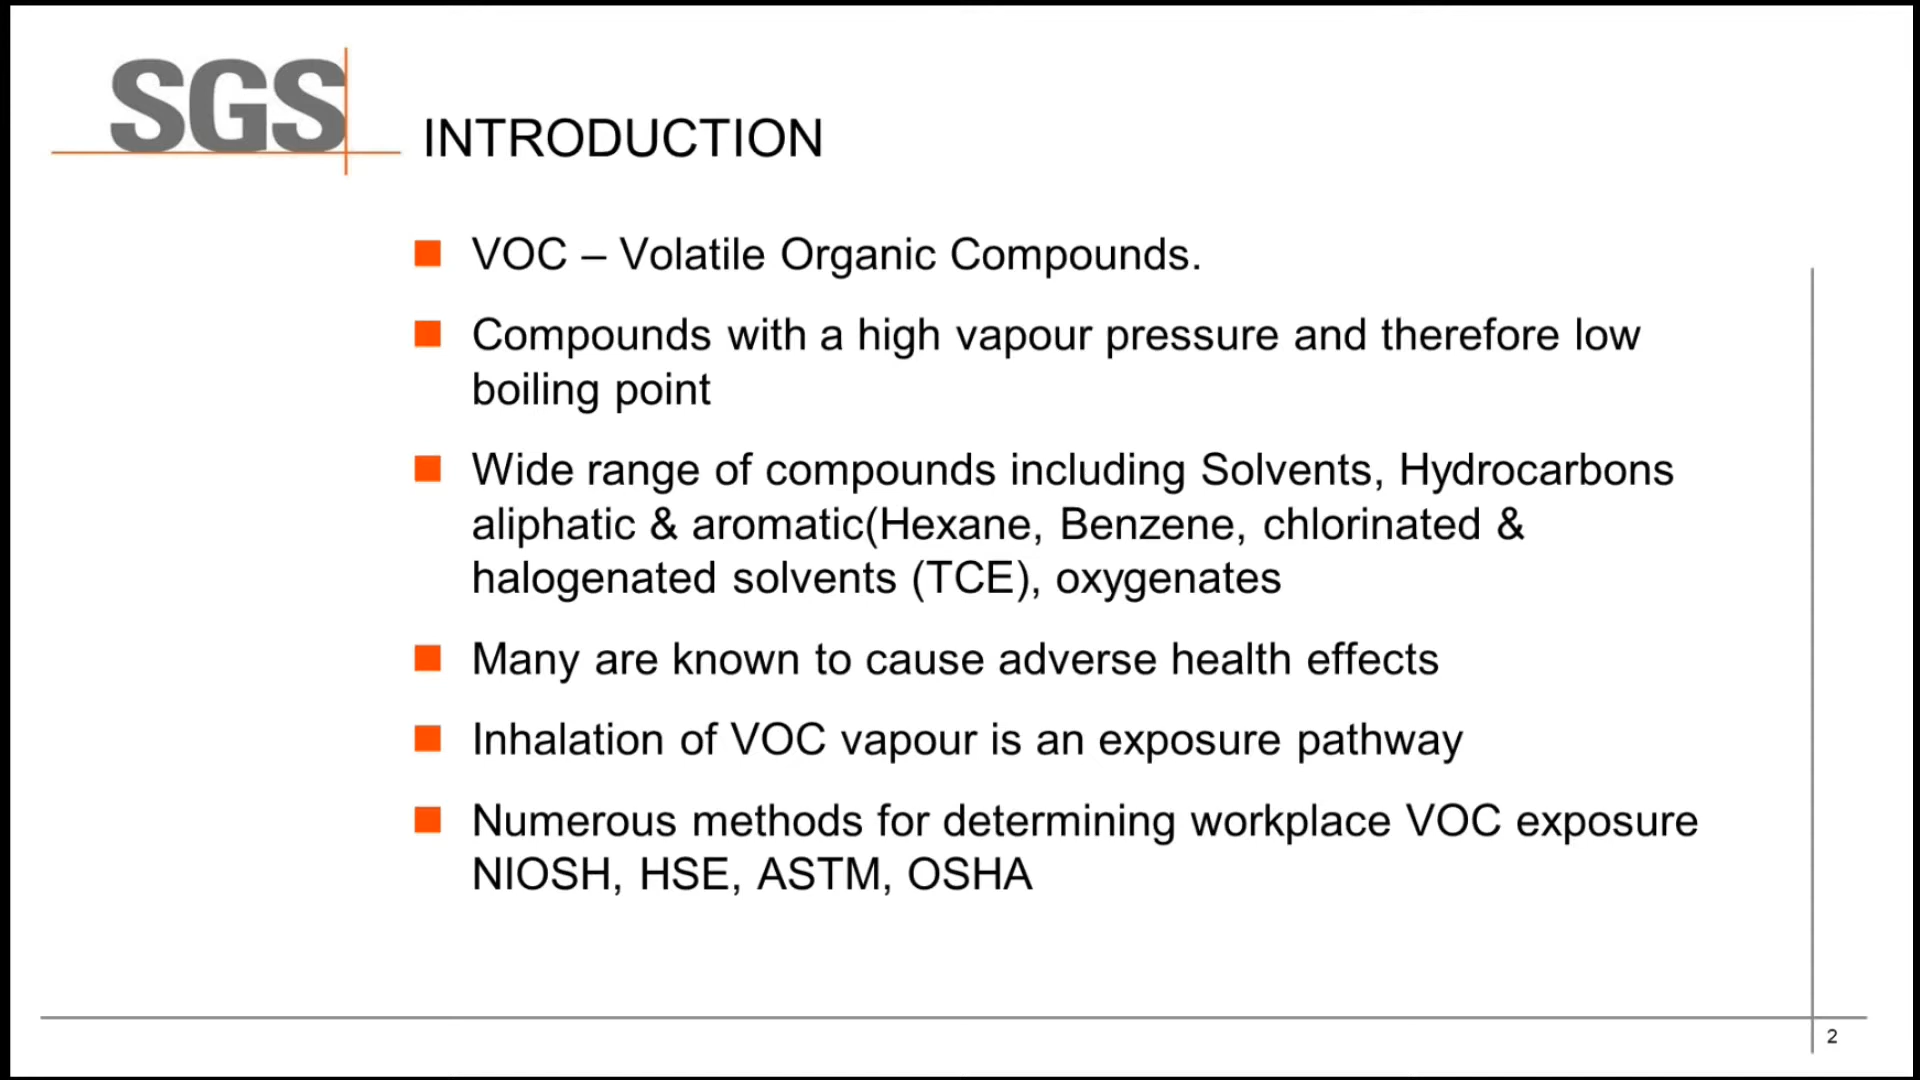 SGS
INTRODUCTION
VOC – Volatile Organic Compounds.
Compounds with a high vapour pressure and therefore low
boiling point
Wide range of compounds including Solvents, Hydrocarbons
aliphatic & aromatic(Hexane, Benzene, chlorinated &
halogenated solvents (TCE), oxygenates
Many are known to cause adverse health effects
Inhalation of VOC vapour is an exposure pathway
Numerous methods for determining workplace VOC exposure
NIOSH, HSE, ASTM, OSHA
2